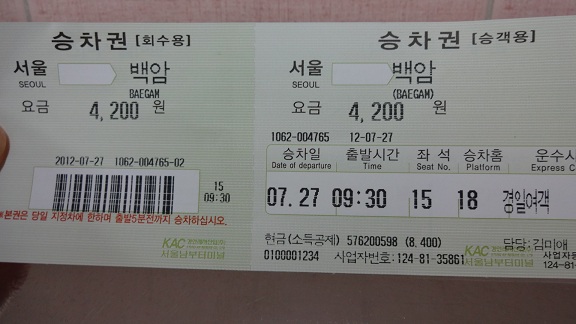 승차권 [회수용]
서울 백암
SEOUL BAEGAM
요금 4,200 원
2012-07-27 1062-004765-02
15
09:30
※본권은 당일 지정차에 한하며 출발5분전까지 승차하십시오.
KAC
서울남부터미널
승차권 [승객용]
서울 백암
SEOUL (BAEGAM)
요금 4,200 원
1062-004765 12-07-27
승차일 출발시간 좌석 승차홈 운수사
Date of departure Time Seat No. Platform Express C
07.27 09:30 15 18 경일여객
현금(소득공제) 576200598 (8,400) 담당:김미애
0100001234 사업자번호:124-81-35861 사업자
KAC
서울남부터미널 124-81